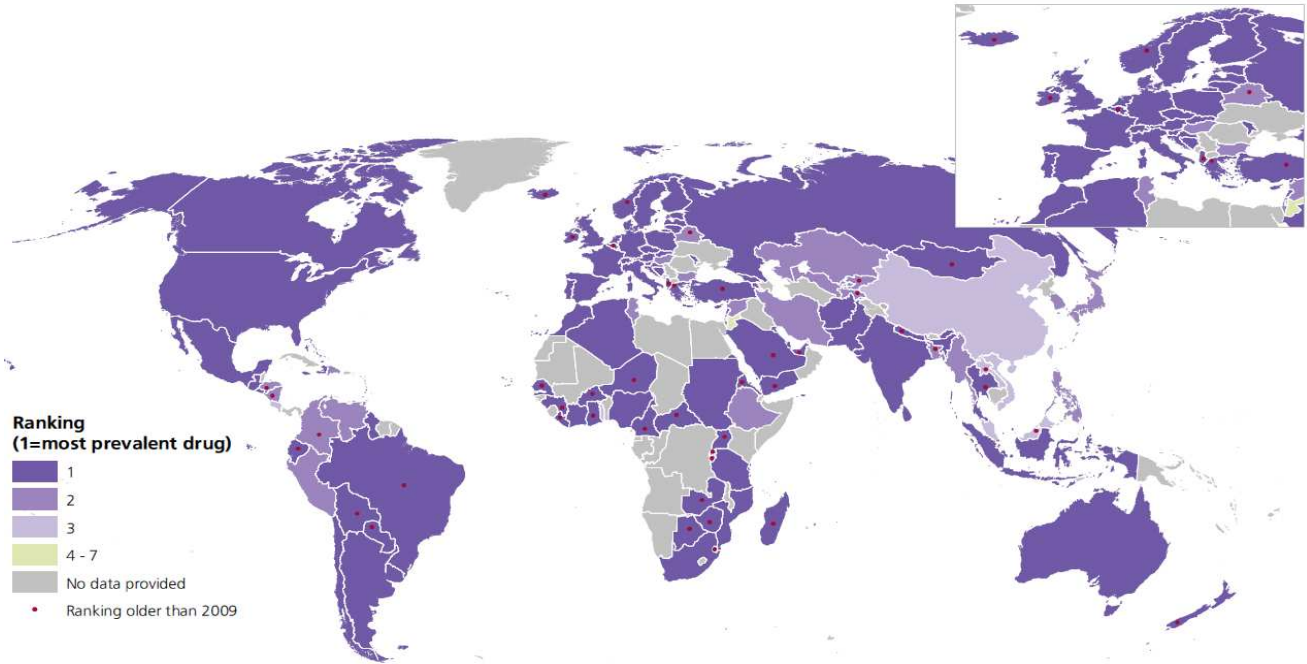 Ranking
(1=most prevalent drug)
1
2
3
4 - 7
No data provided
Ranking older than 2009